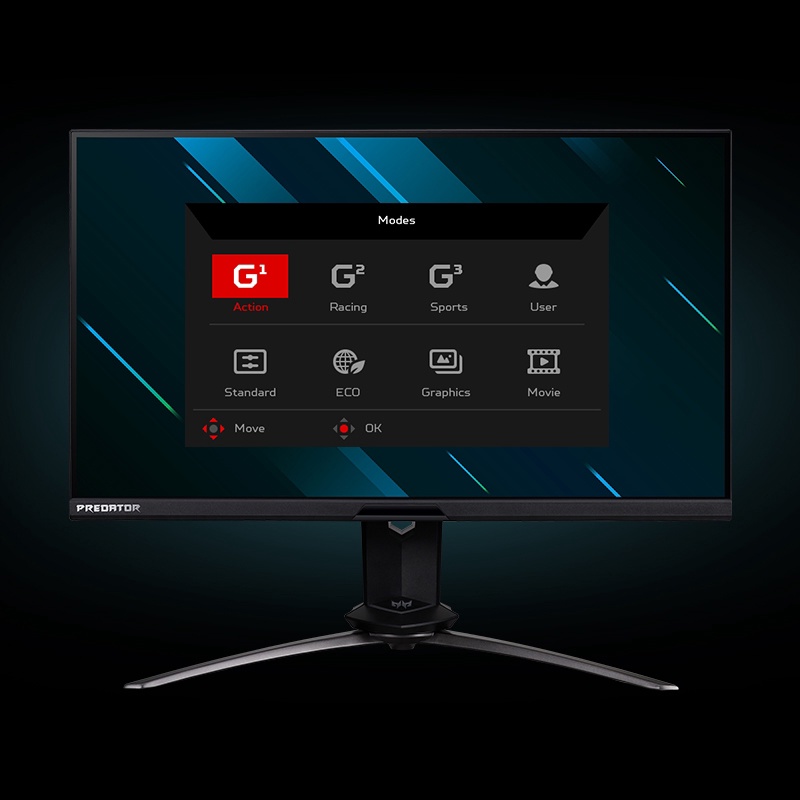 Modes
G¹ G² G³
Action Racing Sports User
Standard ECO Graphics Movie
Move OK
PREDATOR